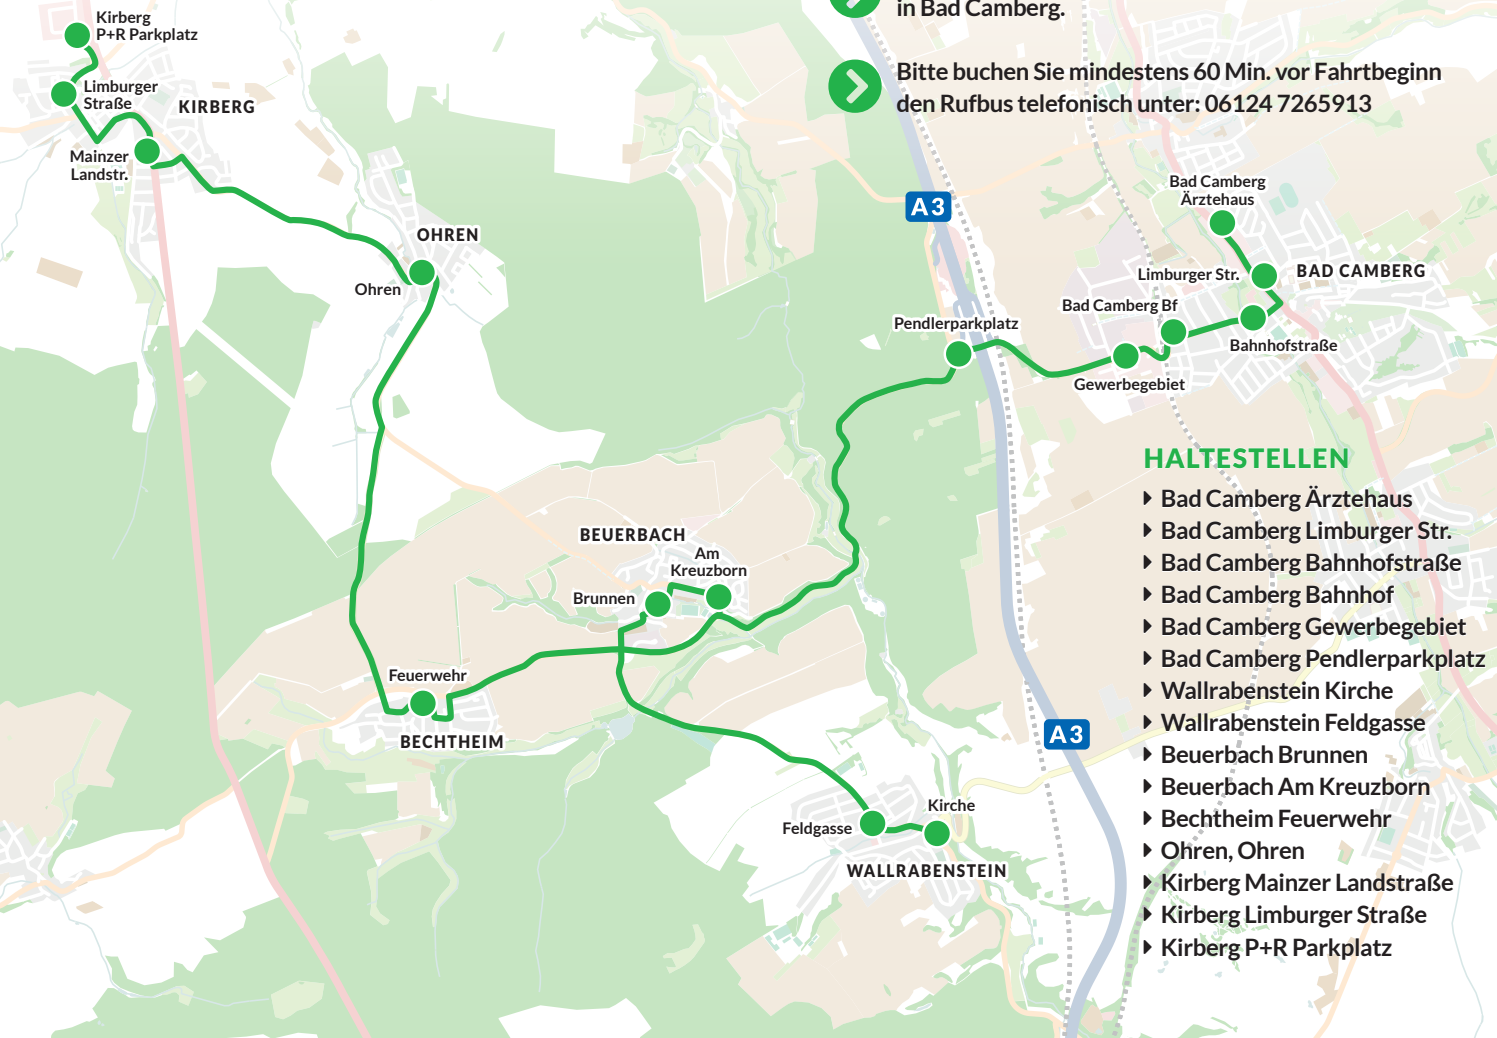 in Bad Camberg.
Bitte buchen Sie mindestens 60 Min. vor Fahrtbeginn
den Rufbus telefonisch unter: 06124 7265913
Kirberg
P+R Parkplatz
Limburger
Straße
KIRBERG
Mainzer
Landstr.
OHREN
Ohren
A3
Bad Camberg
Ärztehaus
Limburger Str.
BAD CAMBERG
Bad Camberg Bf
Bahnhofstraße
Pendlerparkplatz
Gewerbegebiet
BEUERBACH
Am
Kreuzborn
Brunnen
Feuerwehr
BECHTHEIM
A3
Kirche
Feldgasse
WALLRABENSTEIN
HALTESTELLEN
Bad Camberg Ärztehaus
Bad Camberg Limburger Str.
Bad Camberg Bahnhofstraße
Bad Camberg Bahnhof
Bad Camberg Gewerbegebiet
Bad Camberg Pendlerparkplatz
Wallrabenstein Kirche
Wallrabenstein Feldgasse
Beuerbach Brunnen
Beuerbach Am Kreuzborn
Bechtheim Feuerwehr
Ohren, Ohren
Kirberg Mainzer Landstraße
Kirberg Limburger Straße
Kirberg P+R Parkplatz